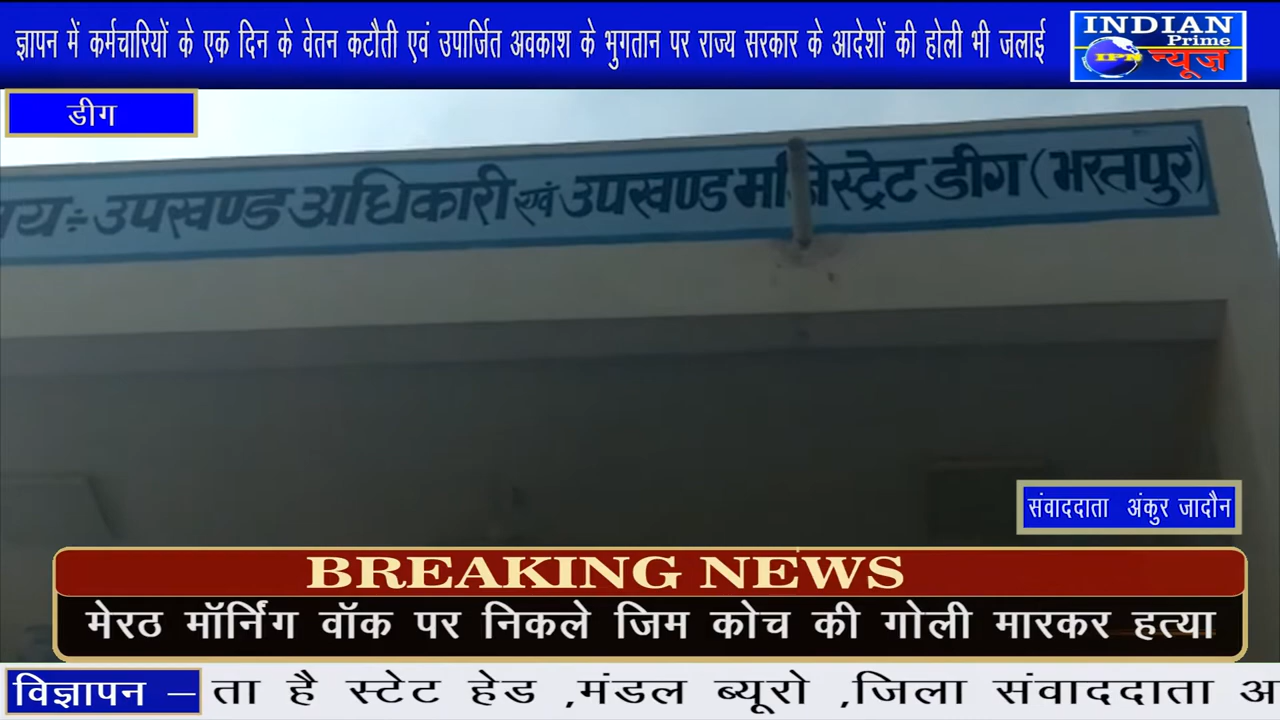 ज्ञापन में कर्मचारियों के एक दिन के वेतन कटौती एवं उपार्जित अवकाश के भुगतान पर राज्य सरकार के आदेशों की होली भी जलाई
INDIAN
Prime
IPN न्यूज़
डीग
उपखण्ड अधिकारी एवं उपखण्ड मजिस्ट्रेट डीग (भरतपुर)
संवाददाता अंकुर जादौन
BREAKING NEWS
मेरठ मॉर्निंग वॉक पर निकले जिम कोच की गोली मारकर हत्या
विज्ञापन – ता है स्टेट हेड ,मंडल ब्यूरो ,जिला संवाददाता